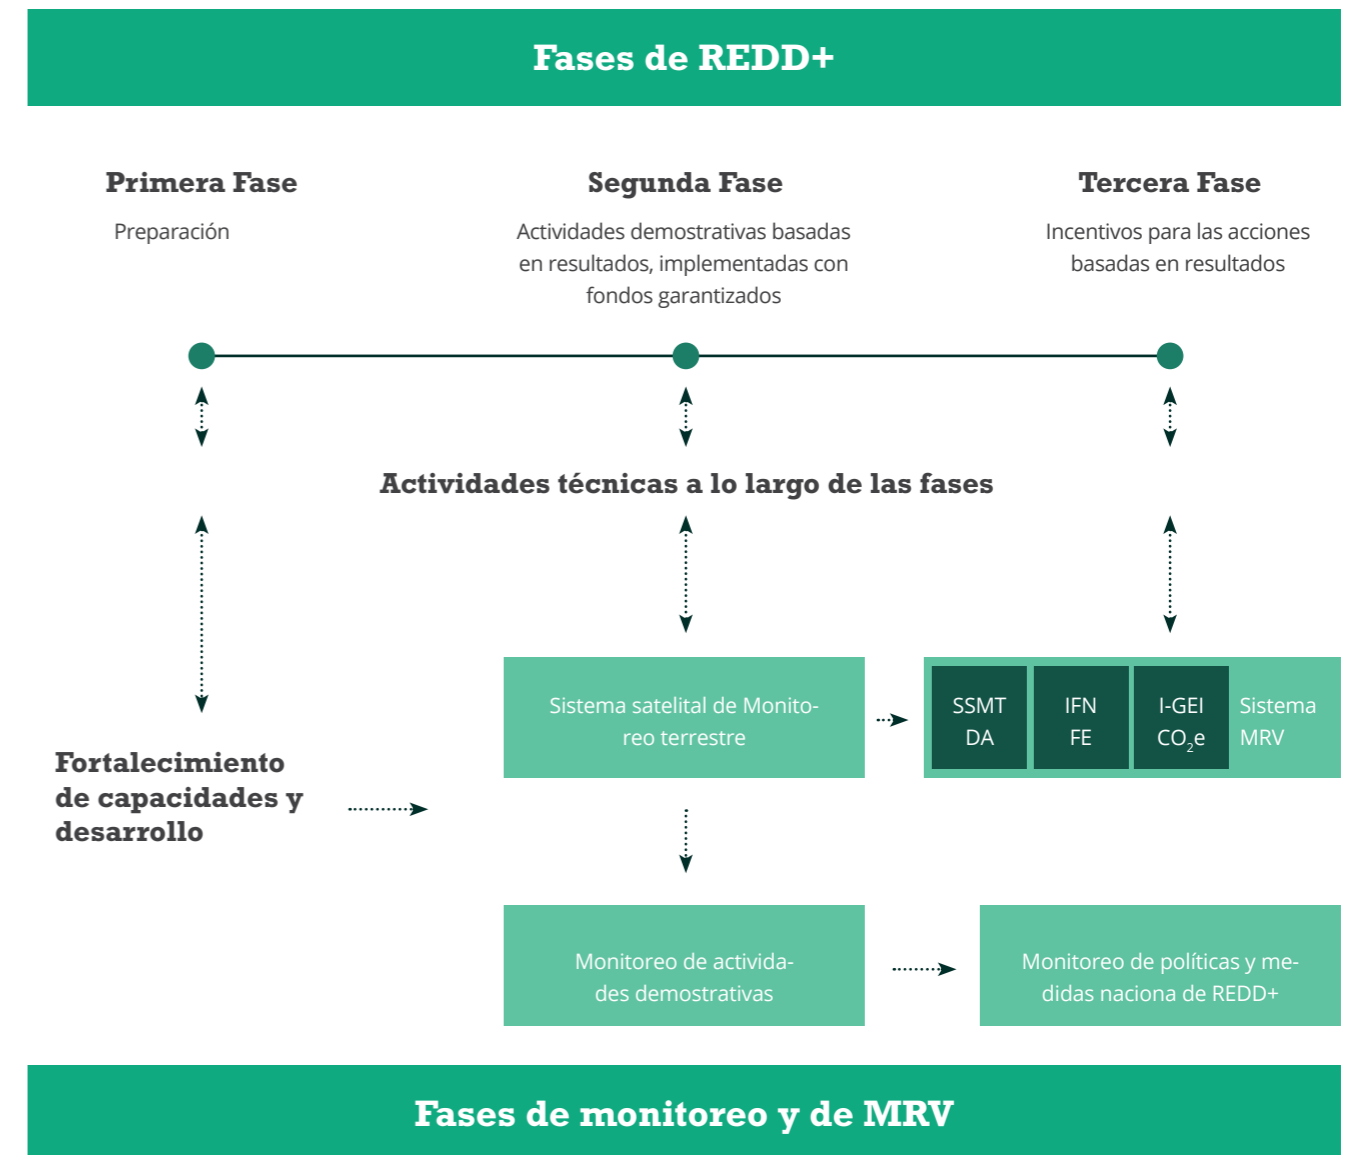 Fases de REDD+
Primera Fase
Preparación
Segunda Fase
Actividades demostrativas basadas
en resultados, implementadas con
fondos garantizados
Tercera Fase
Incentivos para las acciones
basadas en resultados
Actividades técnicas a lo largo de las fases
Fortalecimiento
de capacidades y
desarrollo
Sistema satelital de Monito-
reo terrestre
SSMT
DA
IFN
FE
I-GEI
CO₂e
Sistema
MRV
Monitoreo de activida-
des demostrativas
Monitoreo de políticas y me-
didas naciona de REDD+
Fases de monitoreo y de MRV